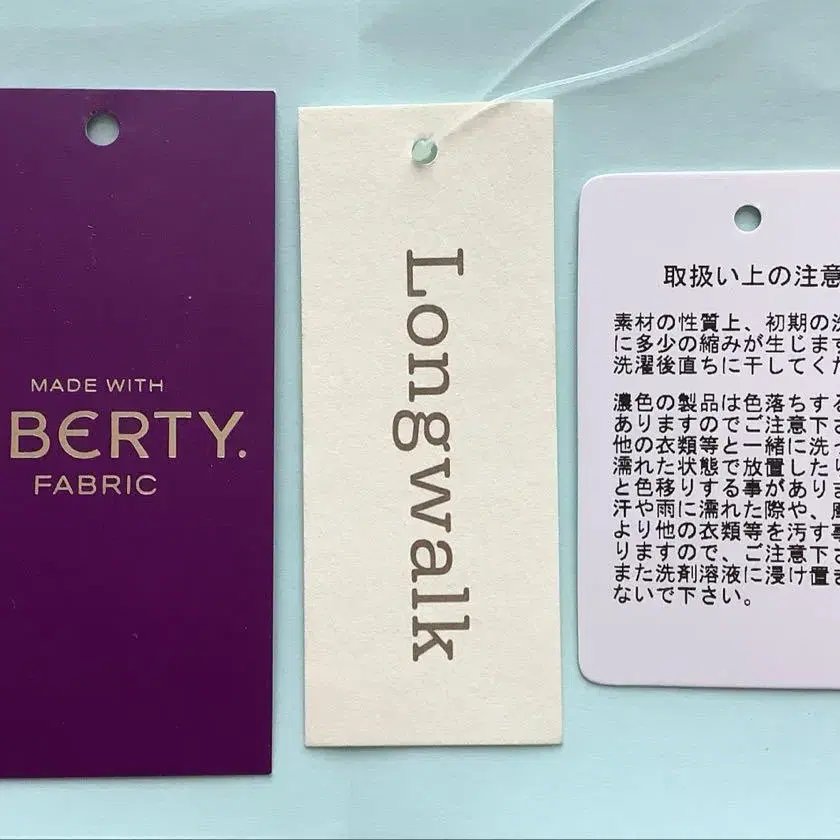 MADE WITH
BERTY.
FABRIC
Longwalk
取扱い上の注意
素材の性質上、初期の洗
に多少の縮みが生じます
洗濯後直ちに干してくだ
濃色の製品は色落ちする
ありますのでご注意下さ
他の衣類等と一緒に洗っ
濡れた状態で放置したり
と色移りする事がありま
汗や雨に濡れた際や、摩
より他の衣類等を汚す事
りますので、ご注意下さ
また洗剤溶液に浸け置き
ないで下さい。